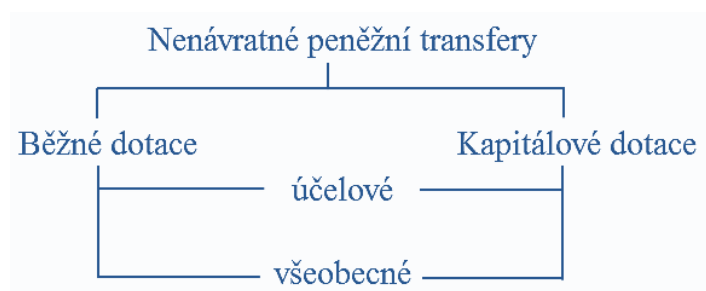 Nenávratné peněžní transfery
Běžné dotace Kapitálové dotace
účelové
všeobecné